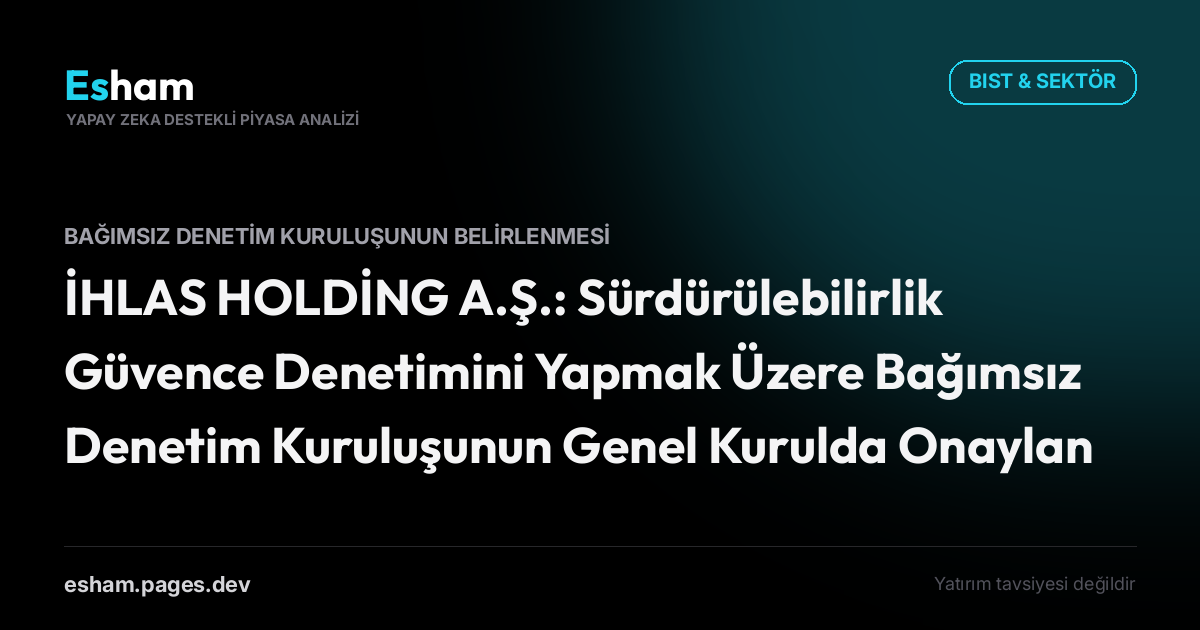 Esham
YAPAY ZEKA DESTEKLİ PİYASA ANALİZİ
BIST & SEKTÖR
BAĞIMSIZ DENETİM KURULUŞUNUN BELİRLENMESİ
İHLAS HOLDİNG A.Ş.: Sürdürülebilirlik
Güvence Denetimini Yapmak Üzere Bağımsız
Denetim Kuruluşunun Genel Kurulda Onaylan
esham.pages.dev
Yatırım tavsiyesi değildir